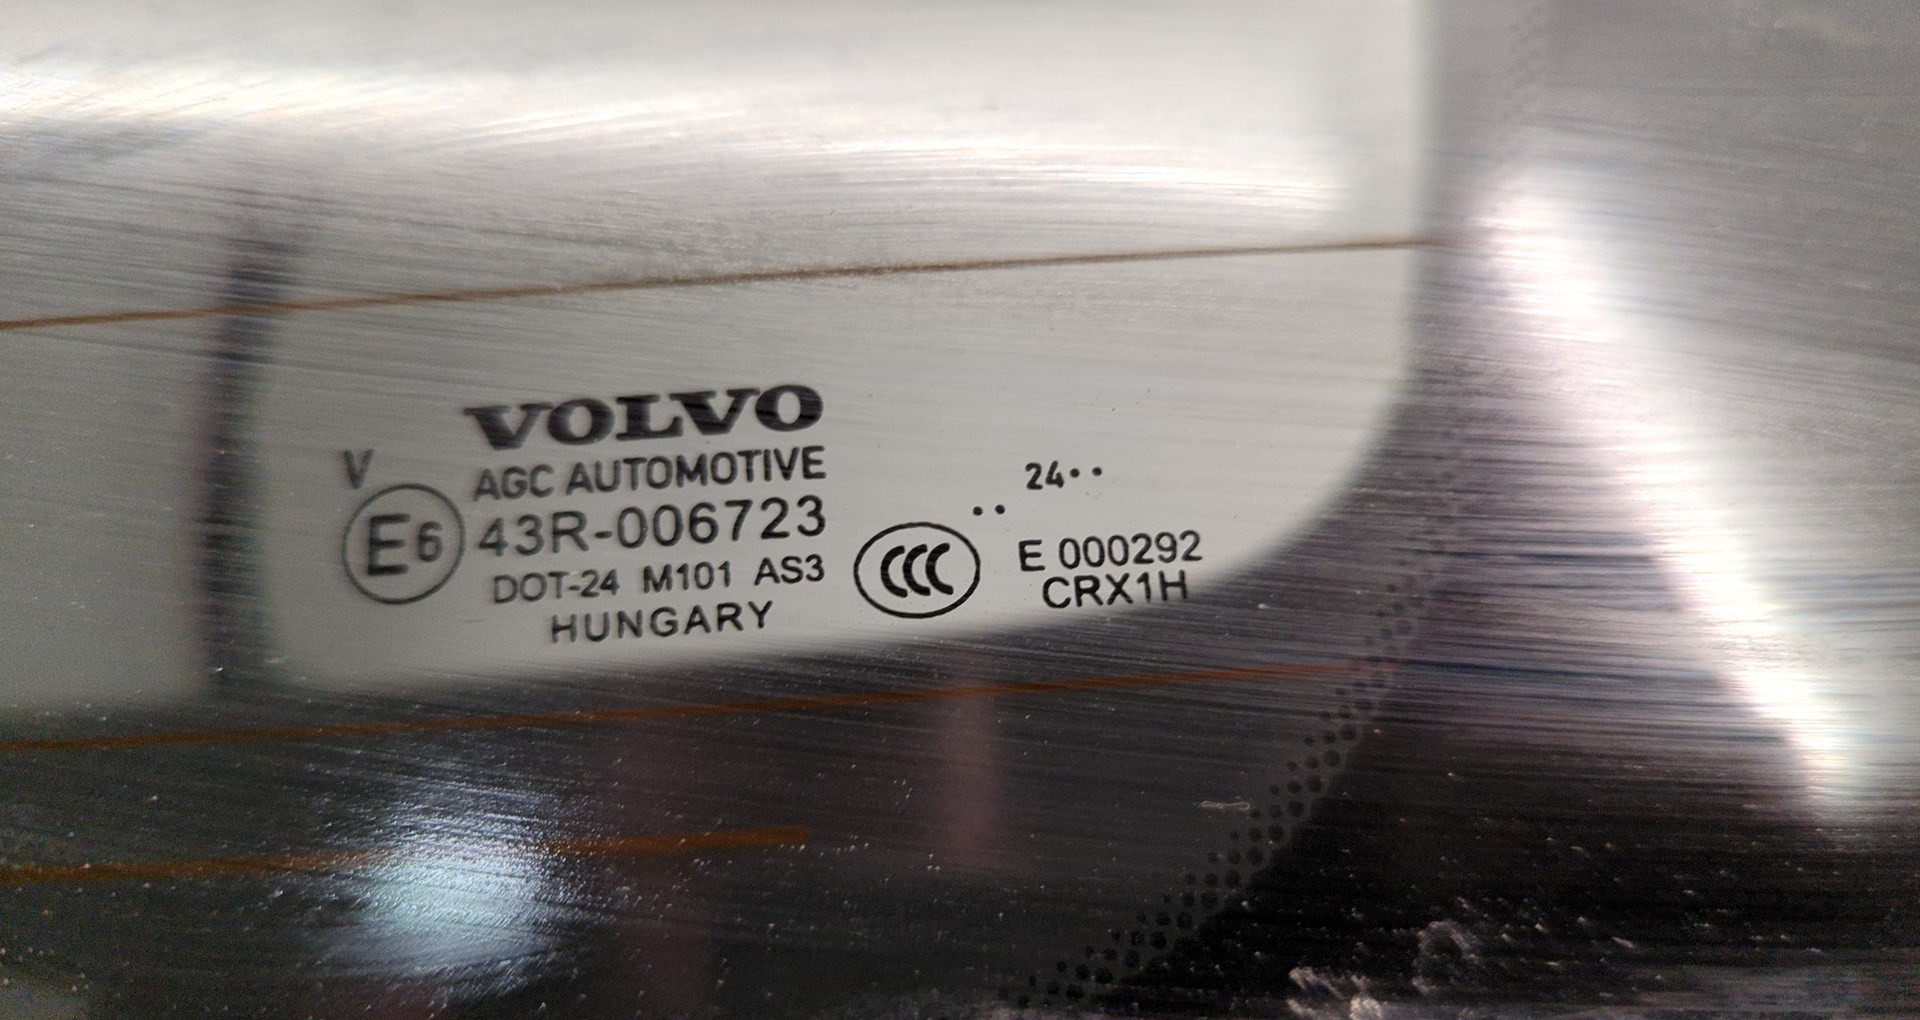 VOLVO
V
AGC AUTOMOTIVE
E6 43R-006723
DOT-24 M101 AS3
HUNGARY
CCC
24••
••
E 000292
CRX1H